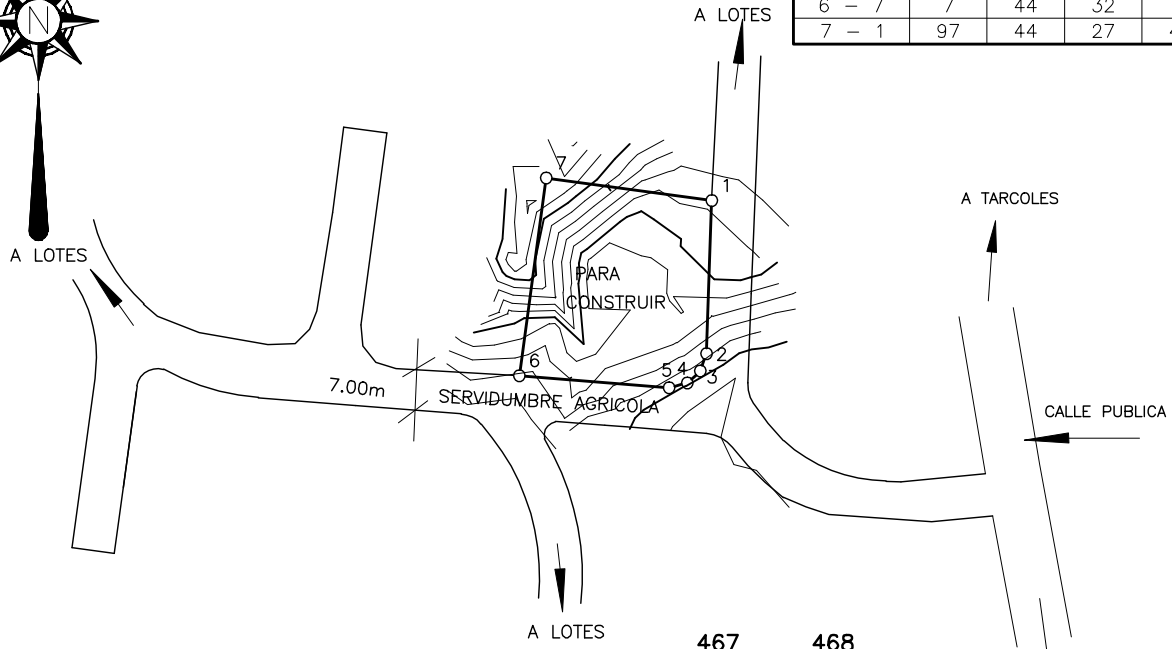 N
A LOTES
6 - 7 7 44 32
7 - 1 97 44 27
7
1
A TARCOLES
A LOTES
PARA
CONSTRUIR
2
6
5 4
3
7.00m
SERVIDUMBRE AGRICOLA
CALLE PUBLICA
A LOTES
467 468